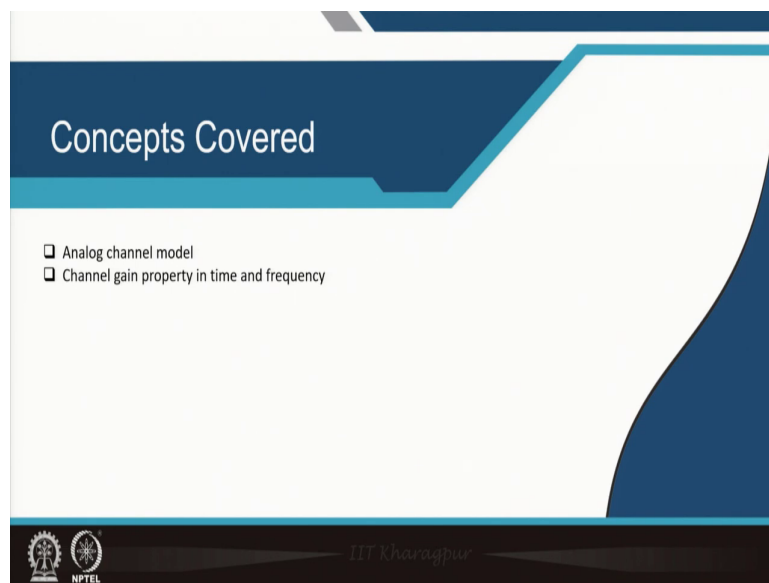 Concepts Covered
Analog channel model
Channel gain property in time and frequency
IIT Kharagpur
NPTEL